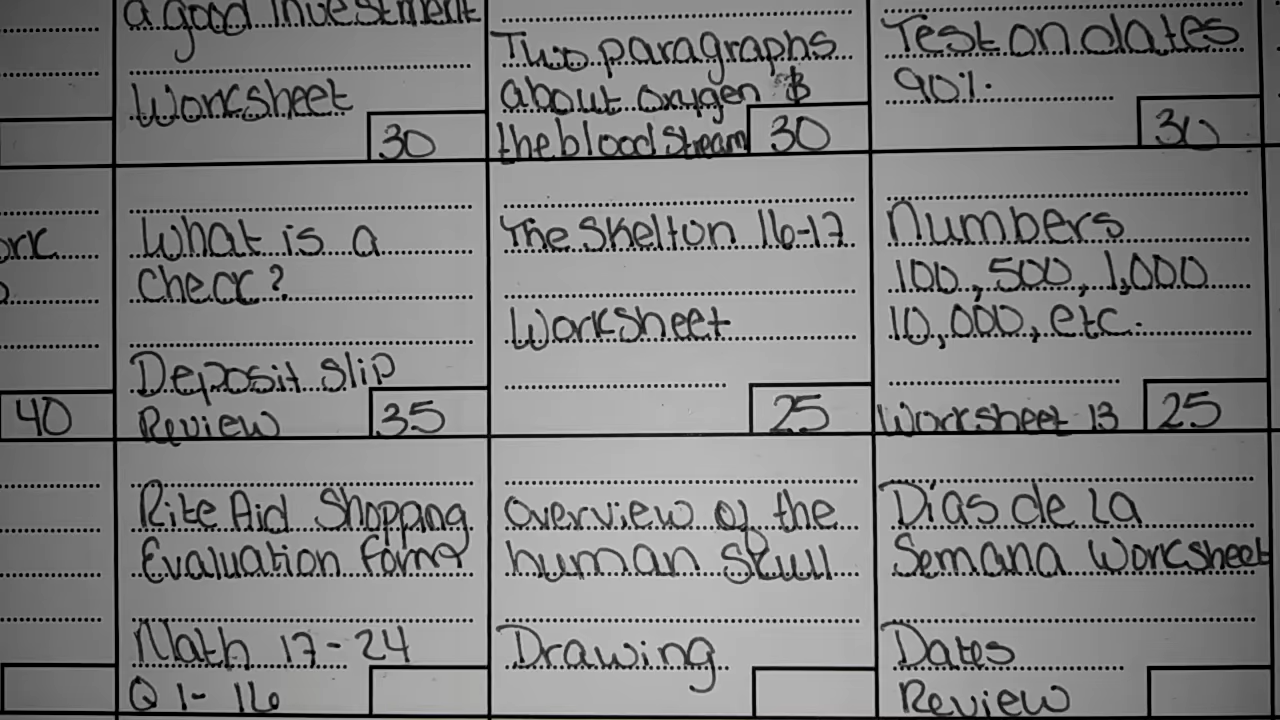 a good investment
Worksheet
30
Two paragraphs
about oxygen &
the blood stream
30
Test on dates
90%.
30
ork
40
What is a
check?
Deposit slip
Review
35
The Skelton 16-17
Worksheet
25
Numbers
100, 500, 1,000
10,000, etc.
Worksheet 13
25
Rite Aid Shopping
Evaluation form
Math 17-24
Q 1-16
Overview of the
human skull
Drawing
Días de la
Semana Worksheet
Dates
Review